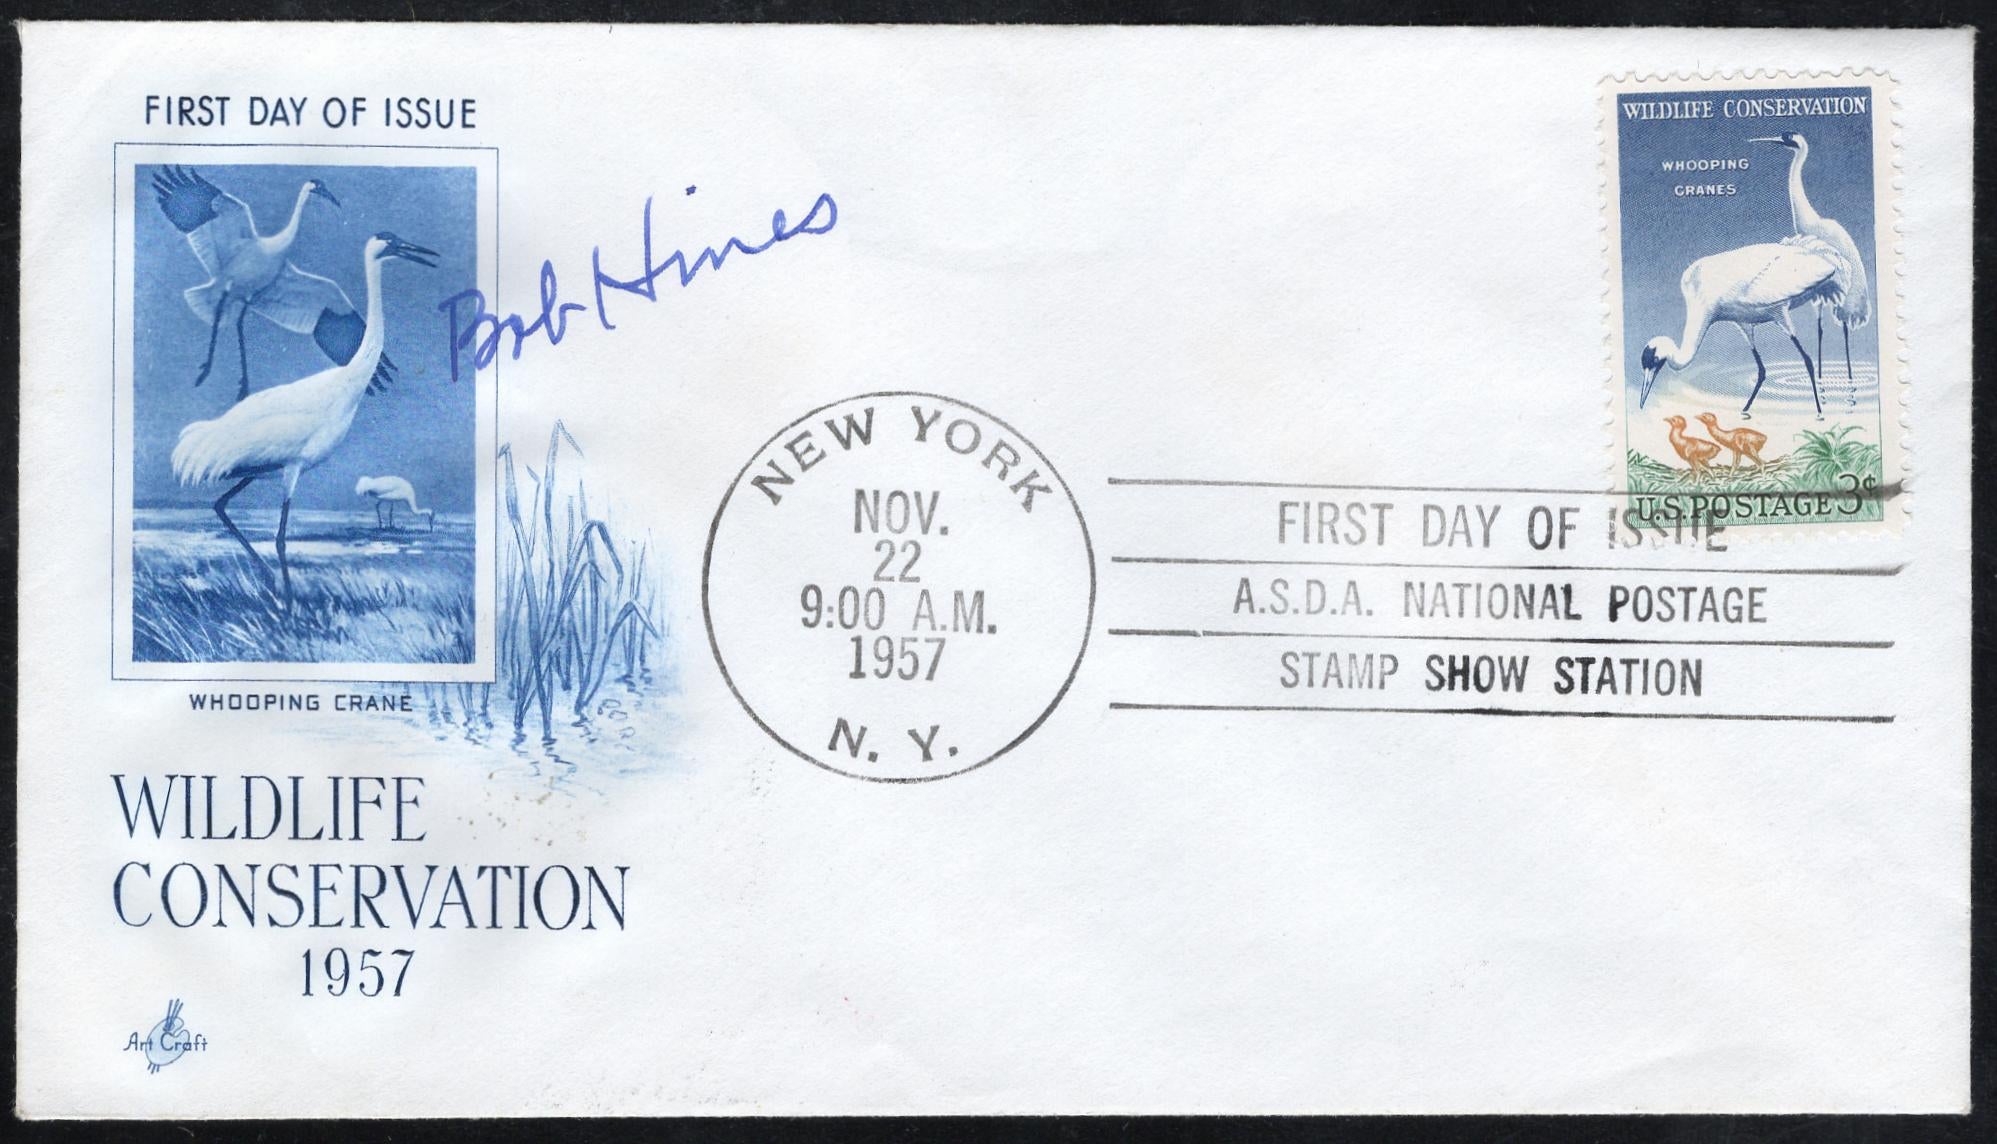 FIRST DAY OF ISSUE
Bob Hines
WHOOPING CRANE
WILDLIFE
CONSERVATION
1957
Art Craft
NEW YORK
NOV.
22
9:00 A.M.
1957
N. Y.
FIRST DAY OF ISSUE
A.S.D.A. NATIONAL POSTAGE
STAMP SHOW STATION
WILDLIFE CONSERVATION
WHOOPING
CRANES
U.S. POSTAGE 3¢